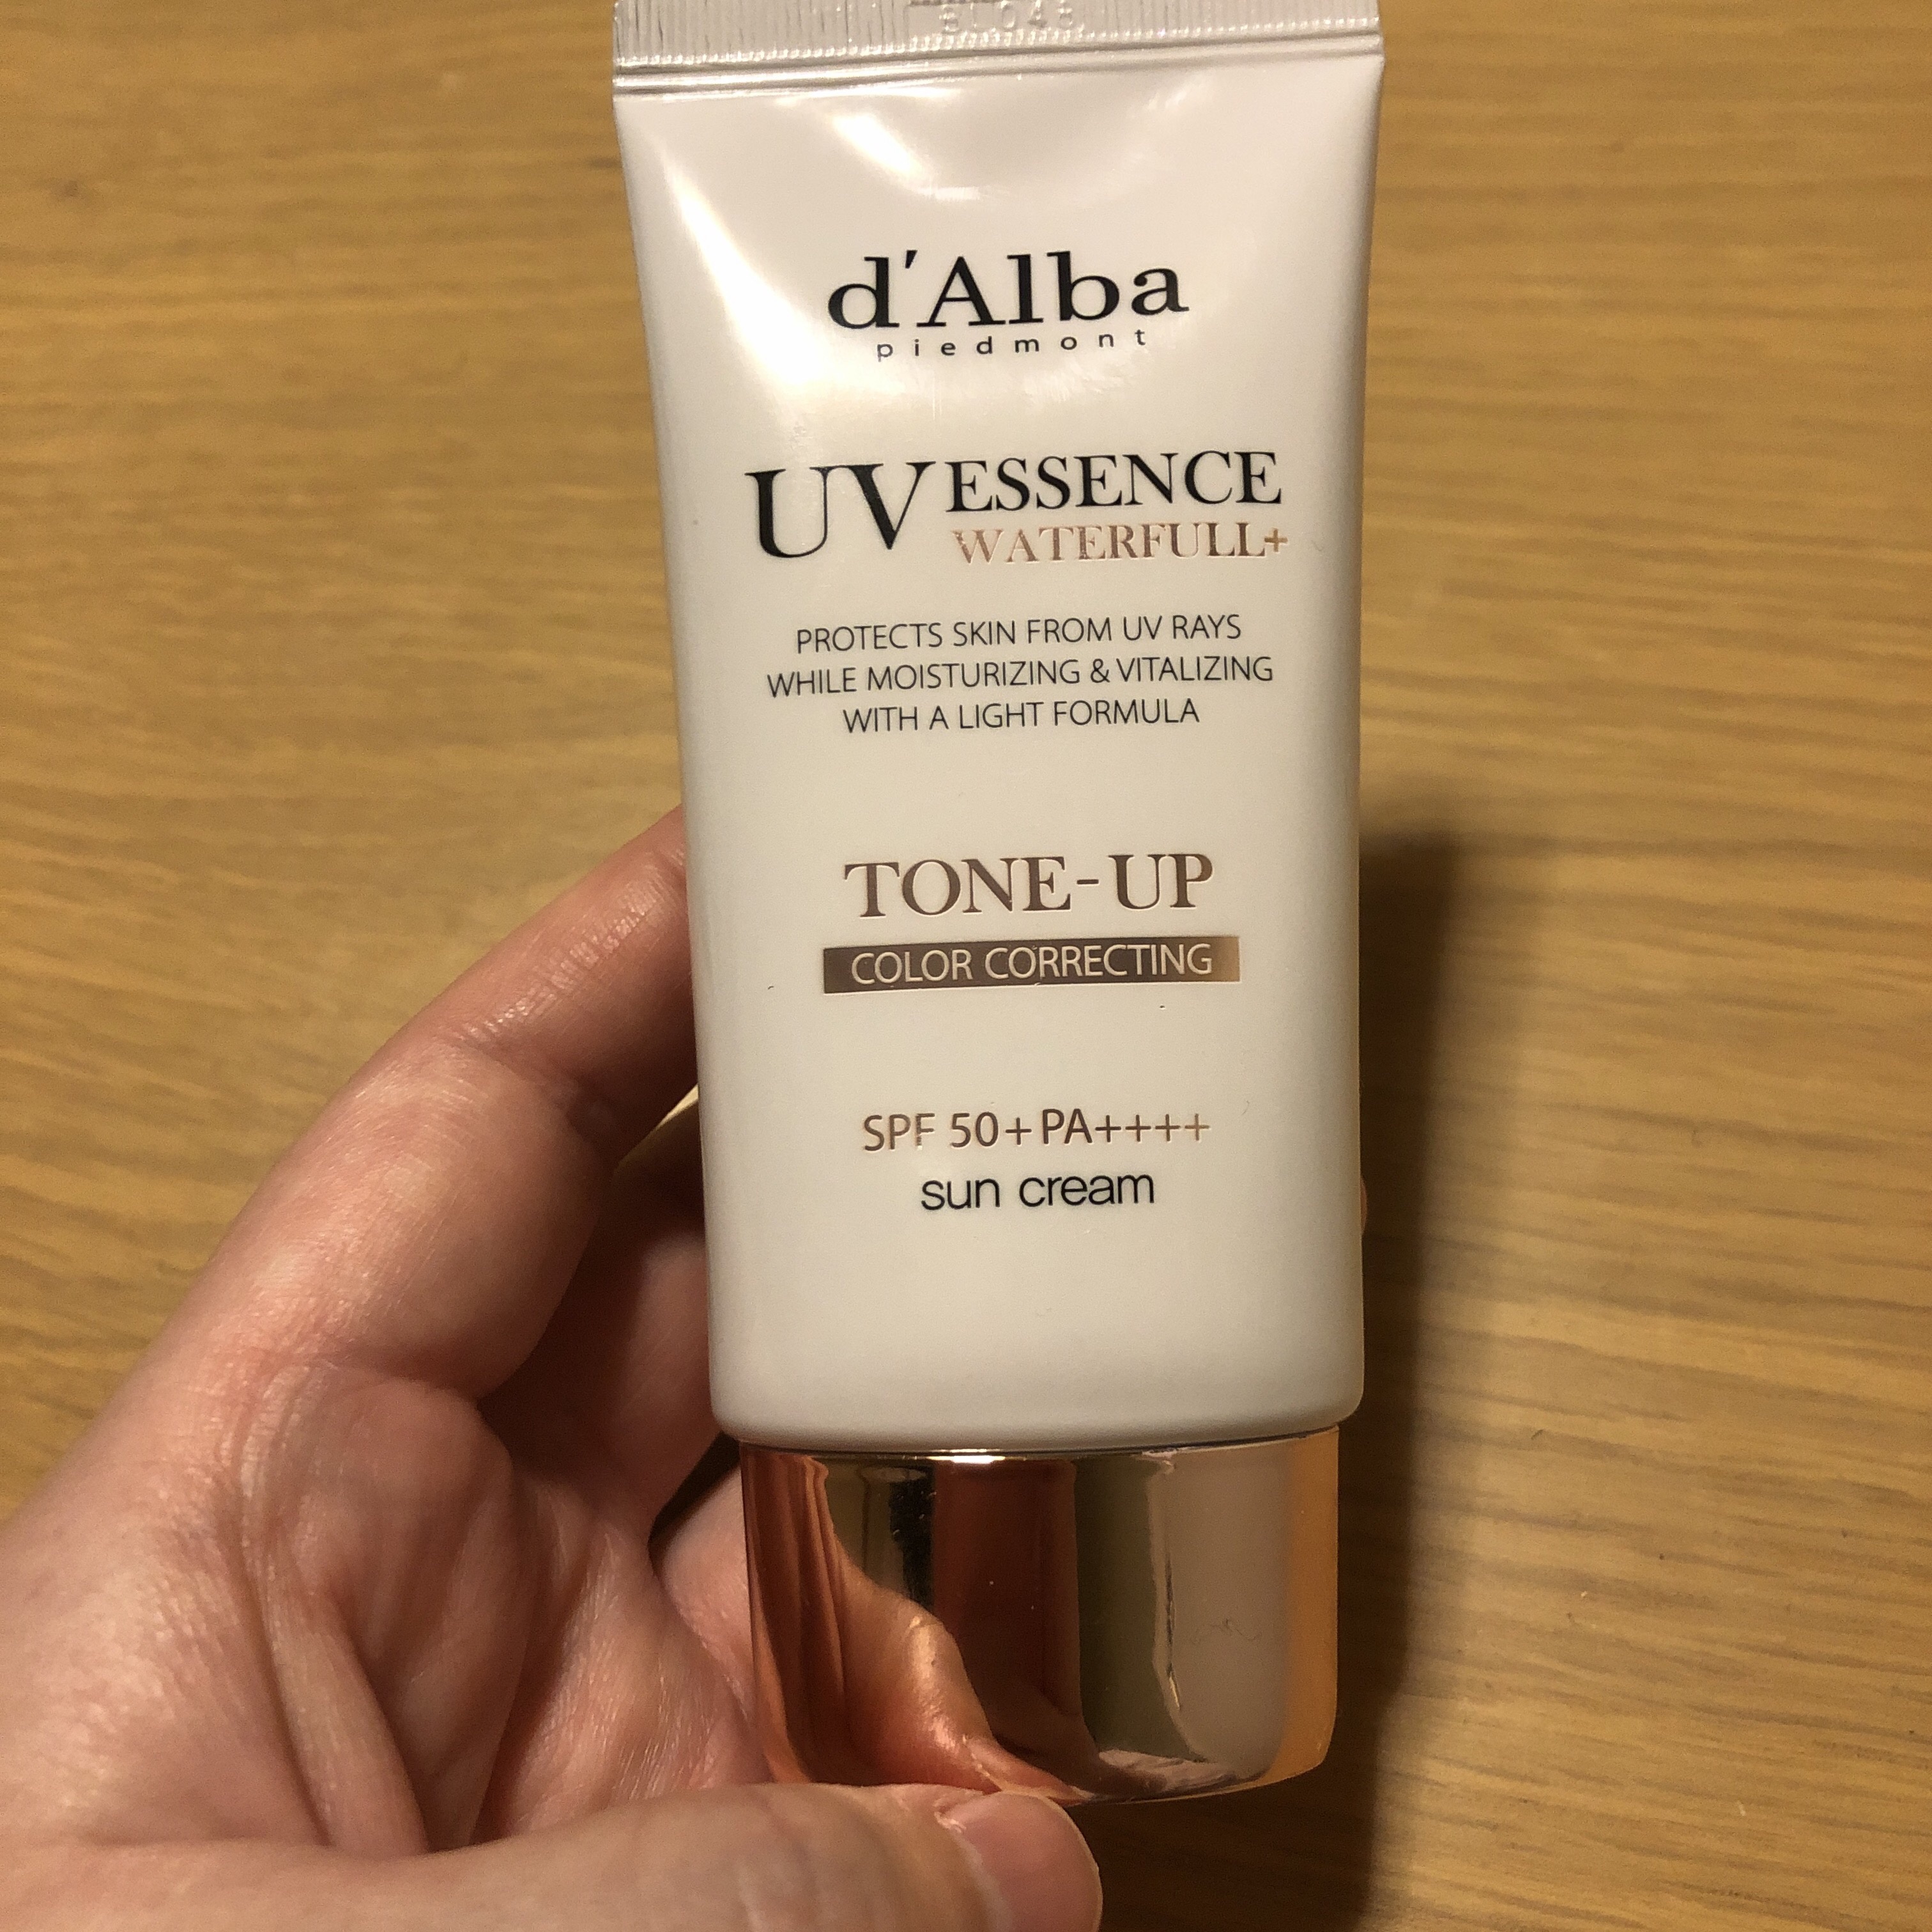 d'Alba
piedmont
UV ESSENCE
WATERFULL+
PROTECTS SKIN FROM UV RAYS
WHILE MOISTURIZING & VITALIZING
WITH A LIGHT FORMULA
TONE-UP
COLOR CORRECTING
SPF 50+ PA++++
sun cream